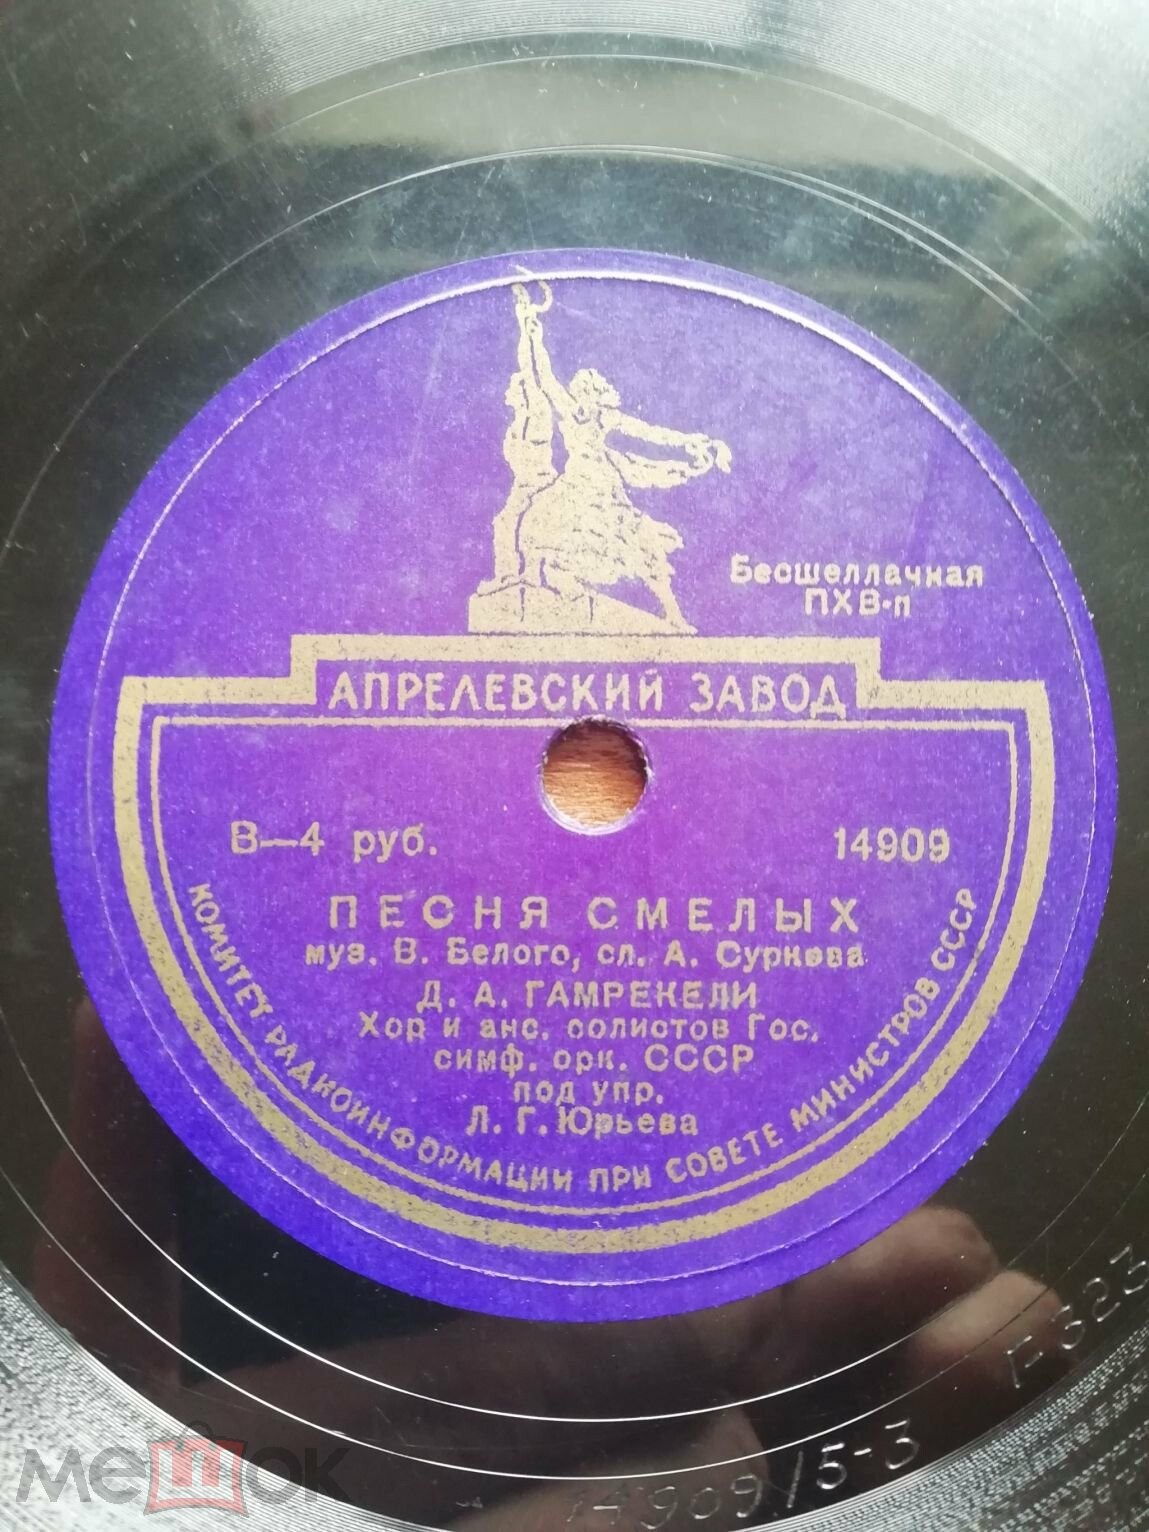 Бесшеллачная
ПХВ-п
АПРЕЛЕВСКИЙ ЗАВОД
В—4 руб.
14909
ПЕСНЯ СМЕЛЫХ
муз. В. Белого, сл. А. Суркова
Д. А. ГАМРЕКЕЛИ
Хор и анс. солистов Гос.
симф. орк. СССР
под упр.
Л. Г. Юрьева
КОМИТЕТ РАДИОИНФОРМАЦИИ ПРИ СОВЕТЕ МИНИСТРОВ СССР
14909/5-3
мешок